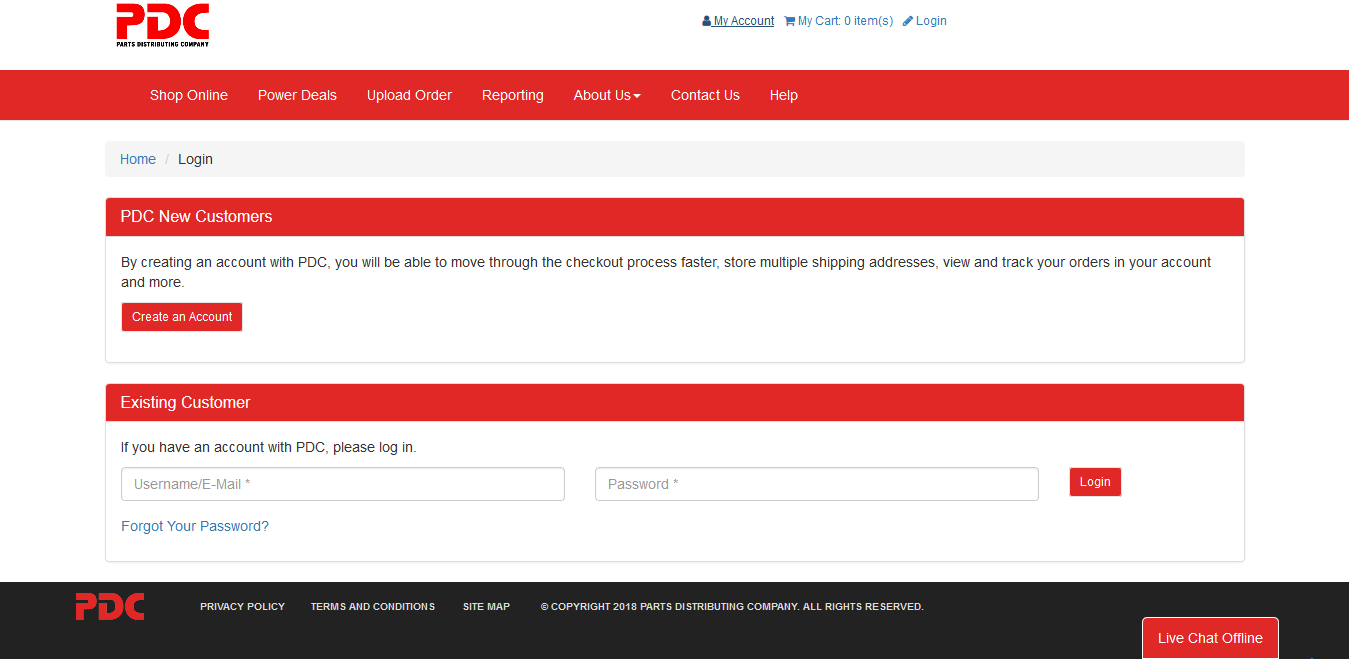 PDC
PARTS DISTRIBUTING COMPANY
My Account My Cart: 0 item(s) Login
Shop Online Power Deals Upload Order Reporting About Us Contact Us Help
Home / Login
PDC New Customers
By creating an account with PDC, you will be able to move through the checkout process faster, store multiple shipping addresses, view and track your orders in your account
and more.
Create an Account
Existing Customer
If you have an account with PDC, please log in.
Username/E-Mail * Password * Login
Forgot Your Password?
PDC PRIVACY POLICY TERMS AND CONDITIONS SITE MAP © COPYRIGHT 2018 PARTS DISTRIBUTING COMPANY. ALL RIGHTS RESERVED.
Live Chat Offline